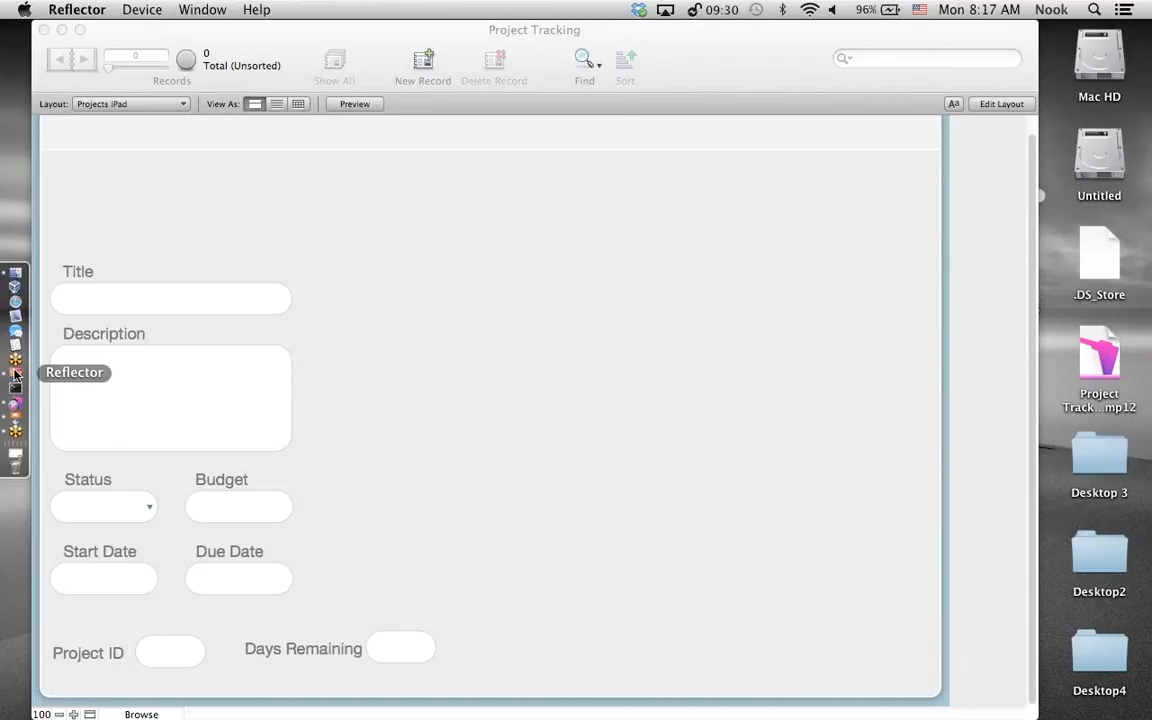 Reflector Device Window Help 09:30 96% Mon 8:17 AM Nook
Project Tracking
0
0
Total (Unsorted)
Records
Show All
New Record
Delete Record
Find
Sort
Layout: Projects iPad
View As:
Preview
Aa
Edit Layout
Title
Description
Reflector
Status
Budget
Start Date
Due Date
Project ID
Days Remaining
100
Browse
Mac HD
Untitled
.DS_Store
Project
Track...mp12
Desktop 3
Desktop2
Desktop4